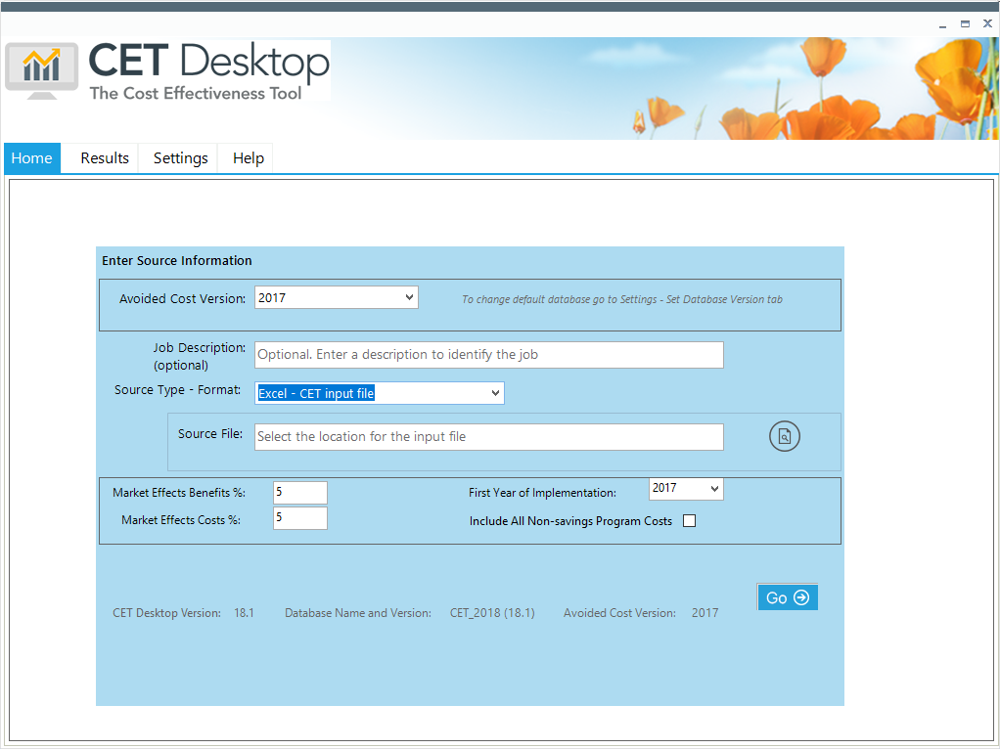 CET Desktop
The Cost Effectiveness Tool
Home Results Settings Help
Enter Source Information
Avoided Cost Version: 2017 To change default database go to Settings - Set Database Version tab
Job Description: Optional. Enter a description to identify the job
(optional)
Source Type - Format: Excel - CET input file
Source File: Select the location for the input file
Market Effects Benefits %: 5 First Year of Implementation: 2017
Market Effects Costs %: 5 Include All Non-savings Program Costs
Go
CET Desktop Version: 18.1 Database Name and Version: CET_2018 (18.1) Avoided Cost Version: 2017